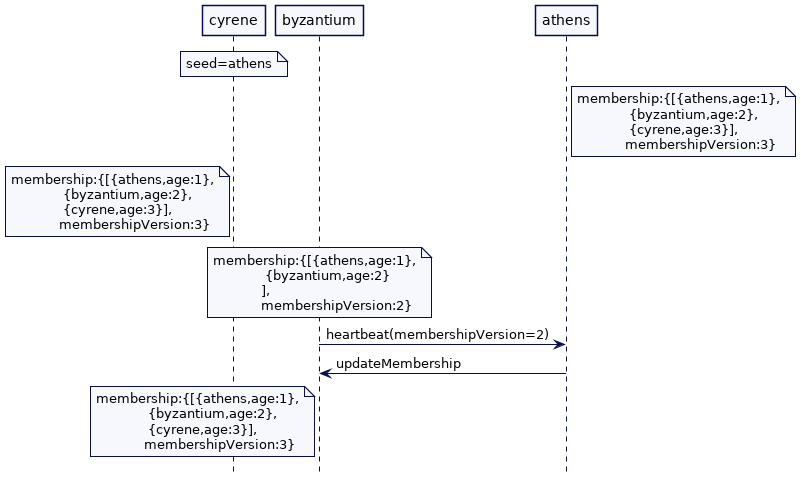 cyrene
byzantium
athens
seed=athens
membership:{[{athens,age:1},
{byzantium,age:2},
{cyrene,age:3}],
membershipVersion:3}
membership:{[{athens,age:1},
{byzantium,age:2},
{cyrene,age:3}],
membershipVersion:3}
membership:{[{athens,age:1},
{byzantium,age:2}
],
membershipVersion:2}
heartbeat(membershipVersion=2)
updateMembership
membership:{[{athens,age:1},
{byzantium,age:2},
{cyrene,age:3}],
membershipVersion:3}